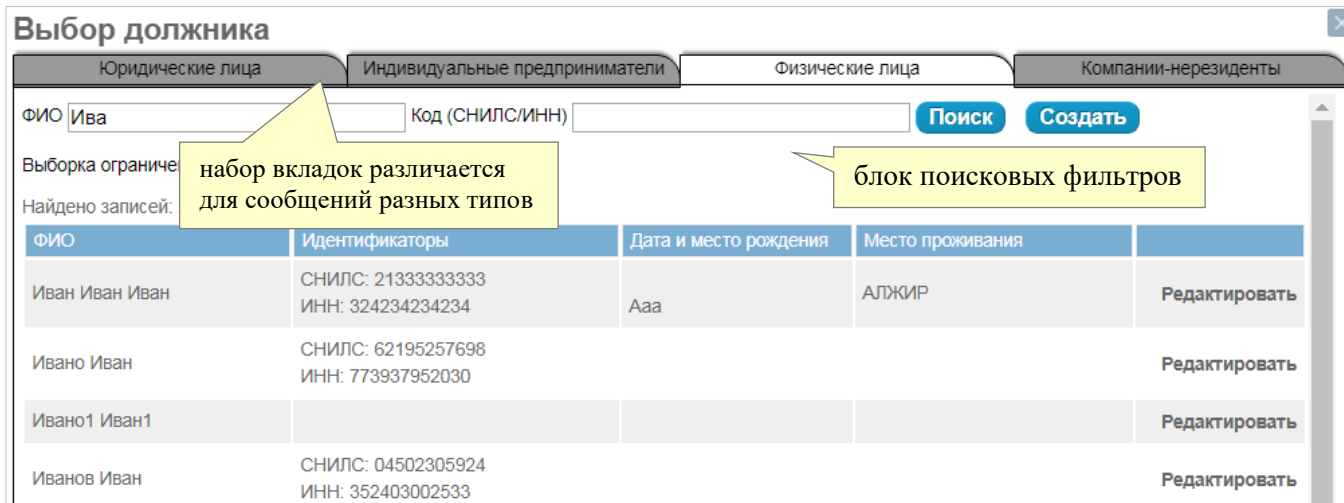 Выбор должника
Юридические лица Индивидуальные предприниматели Физические лица Компании-нерезиденты
ФИО Ива Код (СНИЛС/ИНН) Поиск Создать
Выборка
набор вкладок различается
для сообщений разных типов
блок поисковых фильтров
Найдено записей:
ФИО Идентификаторы Дата и место рождения Место проживания
Иван Иван Иван СНИЛС: 21333333333
ИНН: 324234234234 Ааа АЛЖИР Редактировать
Ивано Иван СНИЛС: 62195257698
ИНН: 773937952030 Редактировать
Ивано1 Иван1 Редактировать
Иванов Иван СНИЛС: 04502305924
ИНН: 352403002533 Редактировать